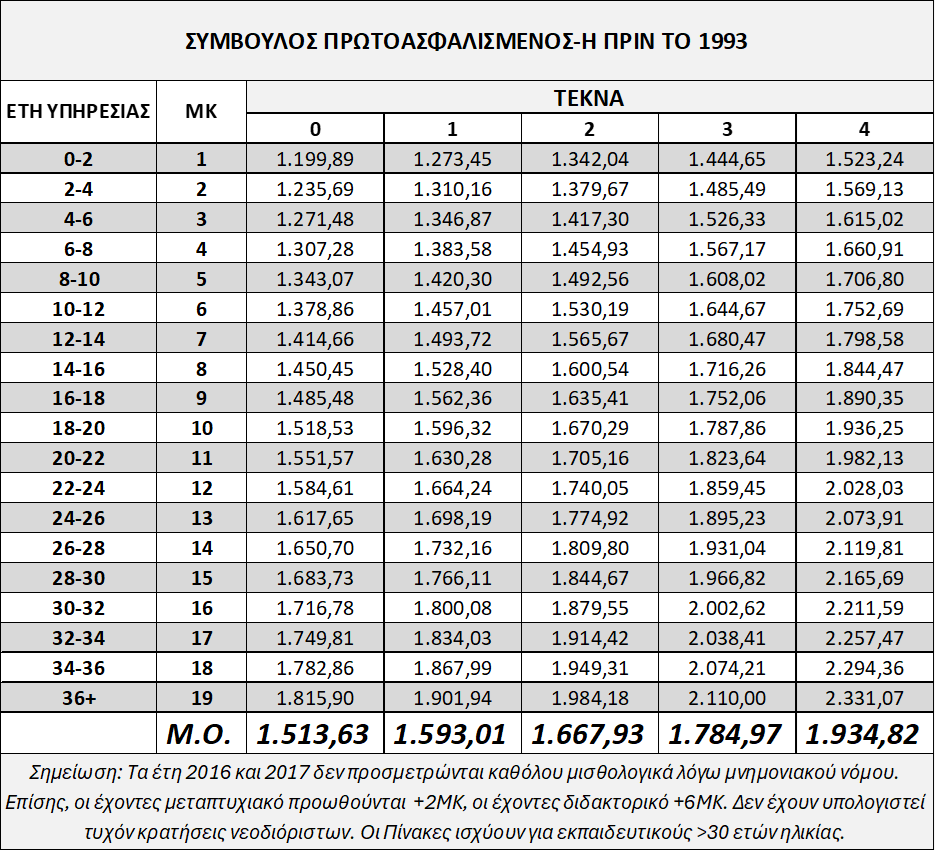 ΣΥΜΒΟΥΛΟΣ ΠΡΩΤΟΑΣΦΑΛΙΣΜΕΝΟΣ-Η ΠΡΙΝ ΤΟ 1993
ΕΤΗ ΥΠΗΡΕΣΙΑΣ ΜΚ ΤΕΚΝΑ
0 1 2 3 4
0-2 1 1.199,89 1.273,45 1.342,04 1.444,65 1.523,24
2-4 2 1.235,69 1.310,16 1.379,67 1.485,49 1.569,13
4-6 3 1.271,48 1.346,87 1.417,30 1.526,33 1.615,02
6-8 4 1.307,28 1.383,58 1.454,93 1.567,17 1.660,91
8-10 5 1.343,07 1.420,30 1.492,56 1.608,02 1.706,80
10-12 6 1.378,86 1.457,01 1.530,19 1.644,67 1.752,69
12-14 7 1.414,66 1.493,72 1.565,67 1.680,47 1.798,58
14-16 8 1.450,45 1.528,40 1.600,54 1.716,26 1.844,47
16-18 9 1.485,48 1.562,36 1.635,41 1.752,06 1.890,35
18-20 10 1.518,53 1.596,32 1.670,29 1.787,86 1.936,25
20-22 11 1.551,57 1.630,28 1.705,16 1.823,64 1.982,13
22-24 12 1.584,61 1.664,24 1.740,05 1.859,45 2.028,03
24-26 13 1.617,65 1.698,19 1.774,92 1.895,23 2.073,91
26-28 14 1.650,70 1.732,16 1.809,80 1.931,04 2.119,81
28-30 15 1.683,73 1.766,11 1.844,67 1.966,82 2.165,69
30-32 16 1.716,78 1.800,08 1.879,55 2.002,62 2.211,59
32-34 17 1.749,81 1.834,03 1.914,42 2.038,41 2.257,47
34-36 18 1.782,86 1.867,99 1.949,31 2.074,21 2.294,36
36+ 19 1.815,90 1.901,94 1.984,18 2.110,00 2.331,07
Μ.Ο. 1.513,63 1.593,01 1.667,93 1.784,97 1.934,82
Σημείωση: Τα έτη 2016 και 2017 δεν προσμετρώνται καθόλου μισθολογικά λόγω μνημονιακού νόμου.
Επίσης, οι έχοντες μεταπτυχιακό προωθούνται +2ΜΚ, οι έχοντες διδακτορικό +6ΜΚ. Δεν έχουν υπολογιστεί
τυχόν κρατήσεις νεοδιόριστων. Οι Πίνακες ισχύουν για εκπαιδευτικούς >30 ετών ηλικίας.